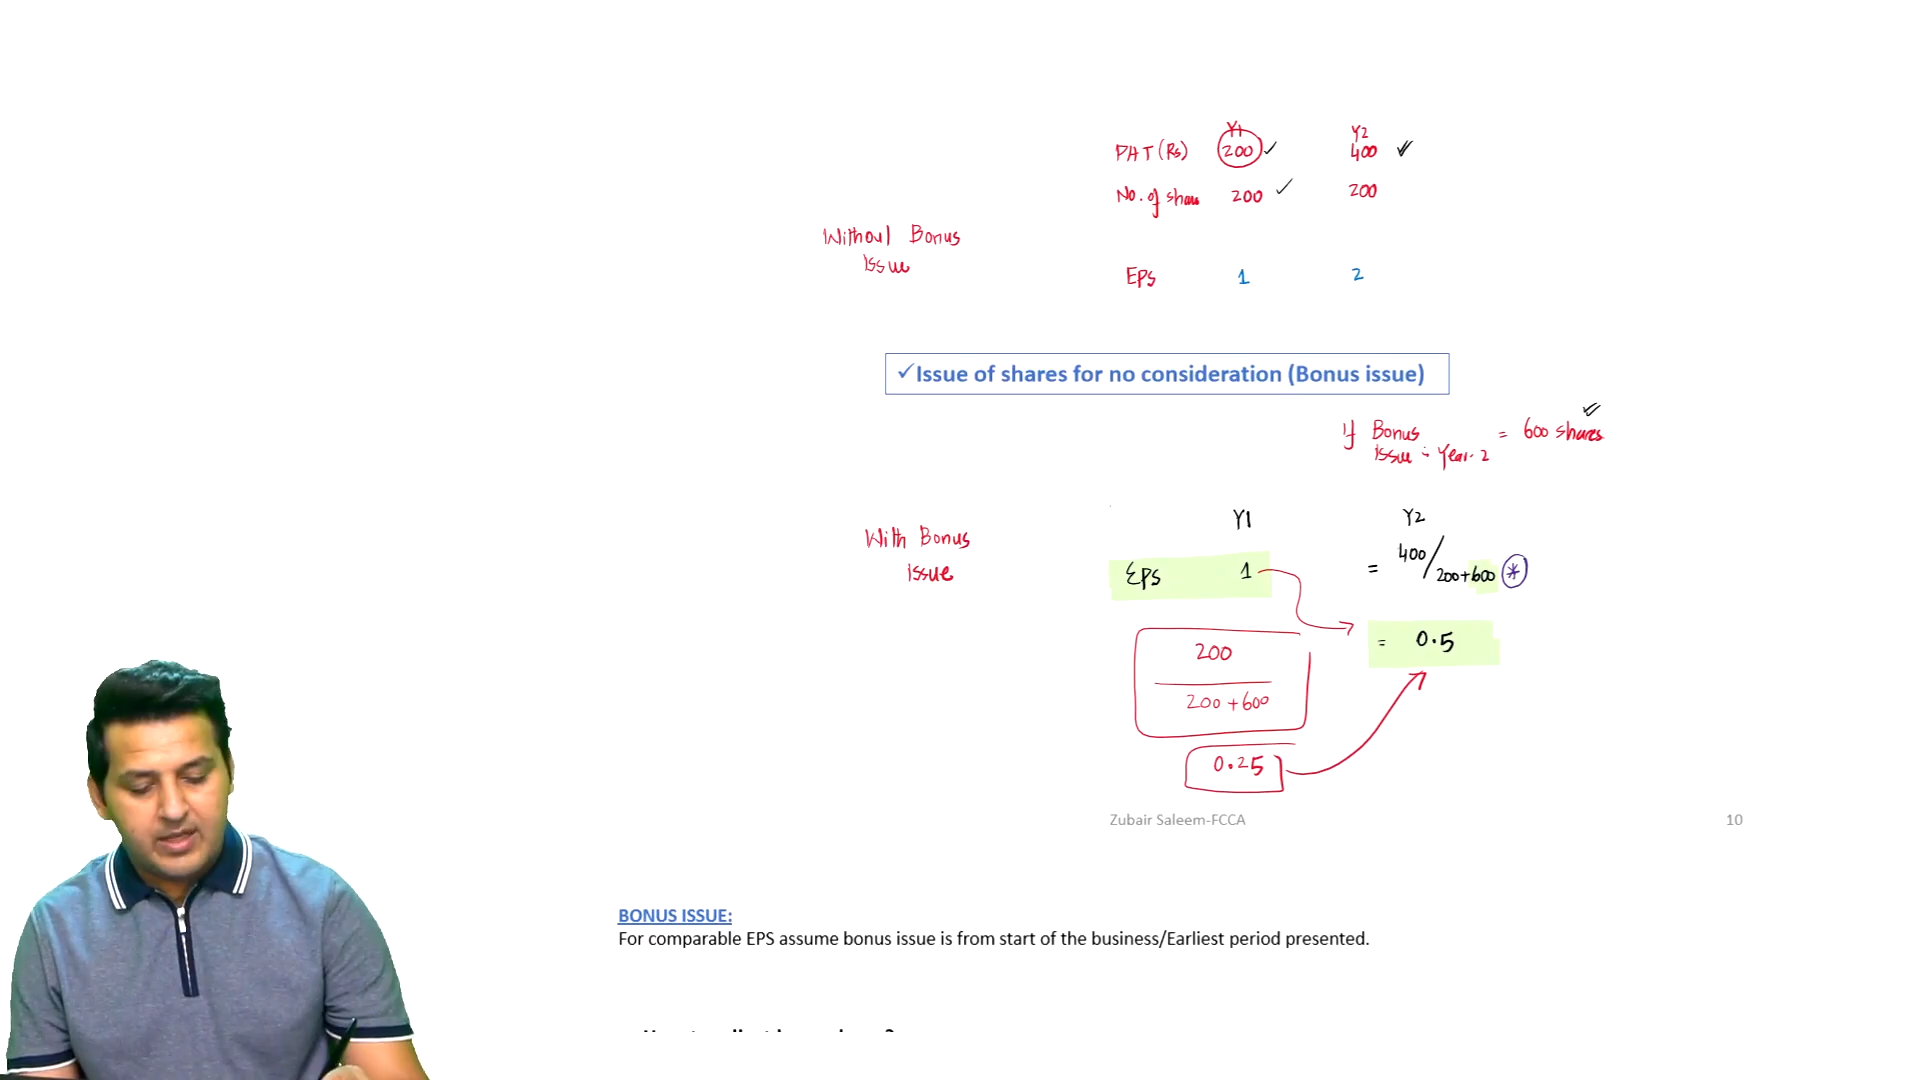 Y1 Y2
PAT (Rs) 200 ✓ 400 ✓
No. of share 200 ✓ 200
Without Bonus
Issue
EPS 1 2
✓Issue of shares for no consideration (Bonus issue)
If Bonus = 600 shares
Issue : Year 2
Y1 Y2
With Bonus
Issue
EPS 1 = 400/200+600 *
= 0.5
200
200 + 600
0.25
Zubair Saleem-FCCA 10
BONUS ISSUE:
For comparable EPS assume bonus issue is from start of the business/Earliest period presented.